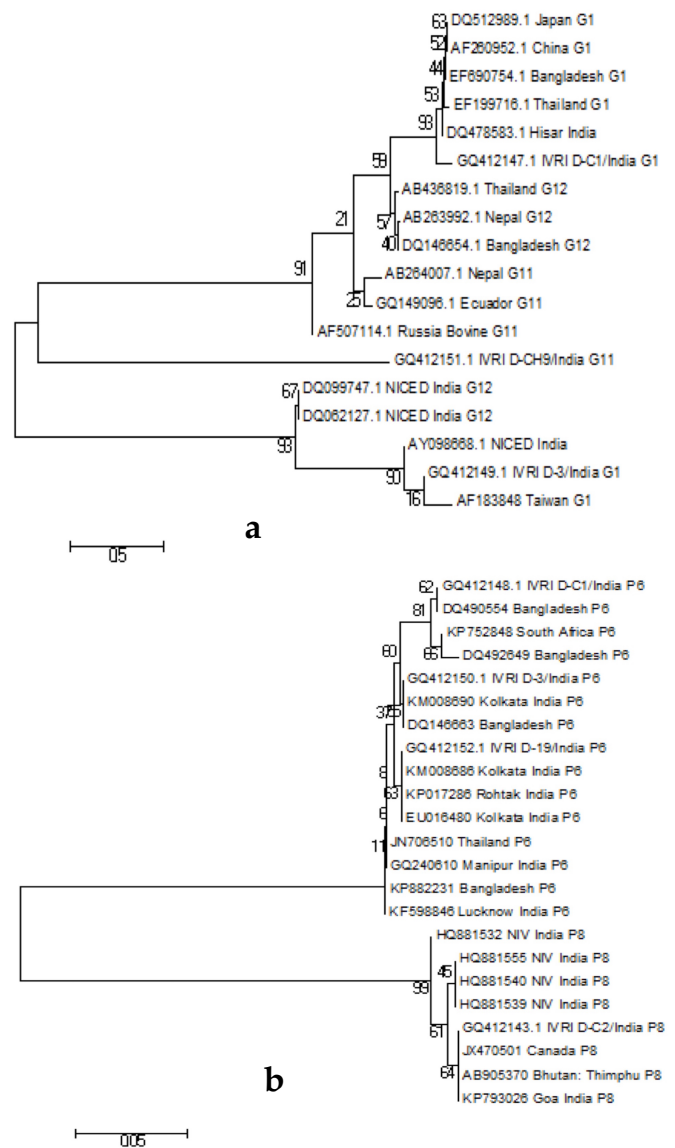 63
DQ512989.1 Japan G1
52
AF260952.1 China G1
44
EF690754.1 Bangladesh G1
53
EF199716.1 Thailand G1
93
DQ478583.1 Hisar India
GQ412147.1 IVRI D-C1/India G1
59
AB436819.1 Thailand G12
57
AB263992.1 Nepal G12
21
40
DQ146654.1 Bangladesh G12
91
AB264007.1 Nepal G11
25
GQ149096.1 Ecuador G11
AF507114.1 Russia Bovine G11
GQ412151.1 IVRI D-CH9/India G11
67
DQ099747.1 NICED India G12
DQ062127.1 NICED India G12
93
AY098668.1 NICED India
90
GQ412149.1 IVRI D-3/India G1
16
AF183848 Taiwan G1
0.5
a
62
GQ412148.1 IVRI D-C1/India P6
81
DQ490554 Bangladesh P6
KP752848 South Africa P6
66
DQ492649 Bangladesh P6
60
GQ412150.1 IVRI D-3/India P6
KM008690 Kolkata India P6
37
DQ146663 Bangladesh P6
GQ412152.1 IVRI D-19/India P6
8
KM008686 Kolkata India P6
63
KP017286 Rohtak India P6
6
EU016480 Kolkata India P6
11
JN706510 Thailand P6
GQ240610 Manipur India P6
KP882231 Bangladesh P6
KF598846 Lucknow India P6
HQ881532 NIV India P8
45
HQ881555 NIV India P8
99
HQ881540 NIV India P8
HQ881539 NIV India P8
61
GQ412143.1 IVRI D-C2/India P8
JX470501 Canada P8
64
AB905370 Bhutan: Thimphu P8
KP793026 Goa India P8
b
0.05